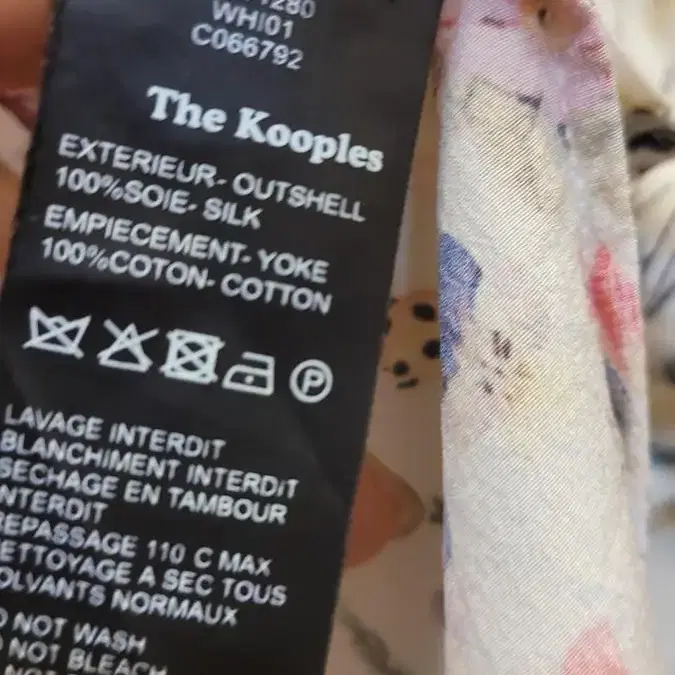 WHI01
C066792
The Kooples
EXTERIEUR- OUTSHELL
100%SOIE- SILK
EMPIECEMENT- YOKE
100%COTON- COTTON
P
LAVAGE INTERDIT
BLANCHIMENT INTERDIT
SECHAGE EN TAMBOUR
INTERDIT
REPASSAGE 110 C MAX
NETTOYAGE A SEC TOUS
SOLVANTS NORMAUX
DO NOT WASH
DO NOT BLEACH